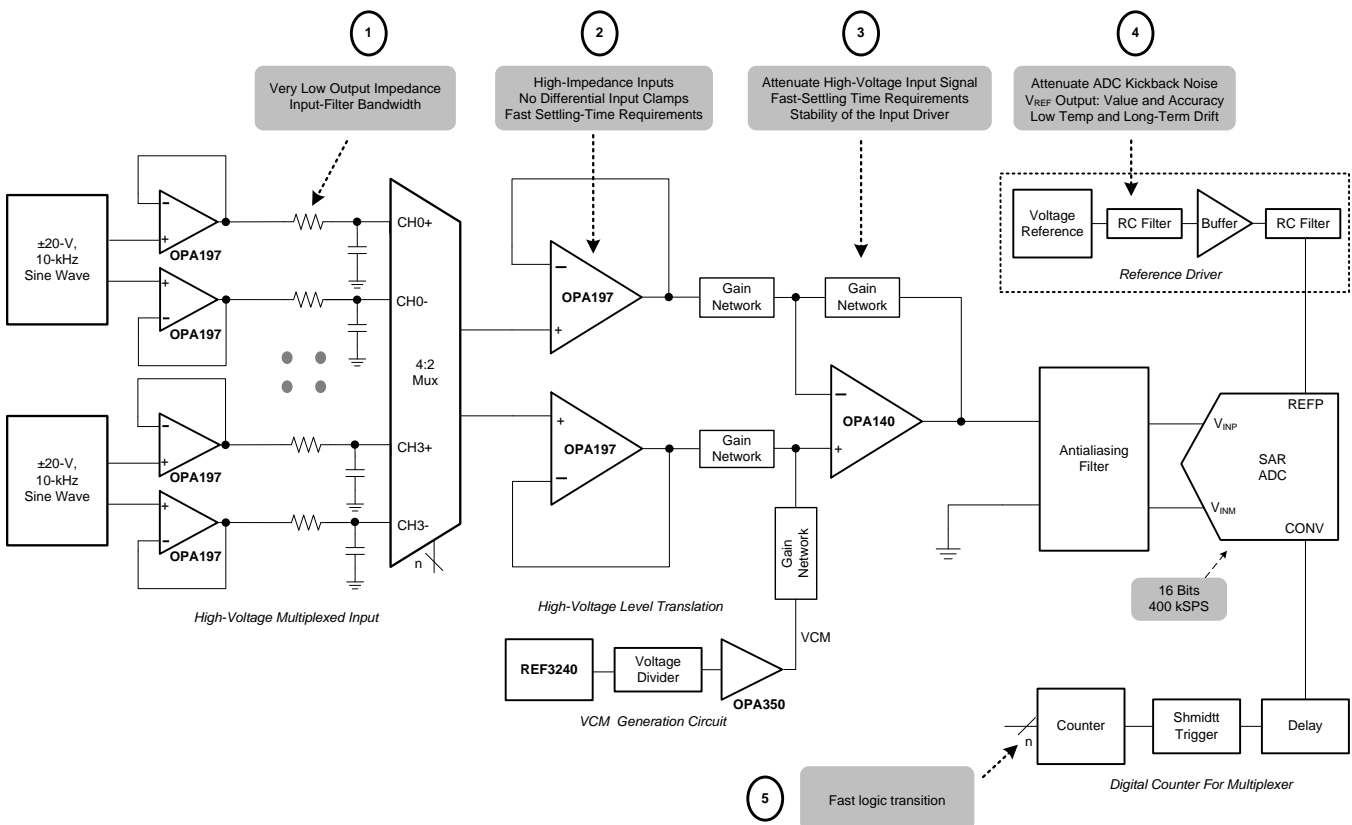 1
2
3
4
Very Low Output Impedance
Input-Filter Bandwidth
High-Impedance Inputs
No Differential Input Clamps
Fast Settling-Time Requirements
Attenuate High-Voltage Input Signal
Fast-Settling Time Requirements
Stability of the Input Driver
Attenuate ADC Kickback Noise
VREF Output: Value and Accuracy
Low Temp and Long-Term Drift
±20-V,
10-kHz
Sine Wave
−
+
OPA197
+
−
OPA197
CH0+
CH0-
4:2
Mux
CH3+
CH3-
n
±20-V,
10-kHz
Sine Wave
−
+
OPA197
+
−
OPA197
High-Voltage Multiplexed Input
−
OPA197
+
+
OPA197
−
High-Voltage Level Translation
Gain
Network
Gain
Network
Gain
Network
Gain
Network
−
OPA140
+
VCM
REF3240
Voltage
Divider
OPA350
VCM Generation Circuit
Voltage
Reference
RC Filter
Buffer
RC Filter
Reference Driver
Antialiasing
Filter
REFP
VINP
SAR
ADC
VINM
CONV
16 Bits
400 kSPS
n
Counter
Shmidtt
Trigger
Delay
Digital Counter For Multiplexer
5
Fast logic transition